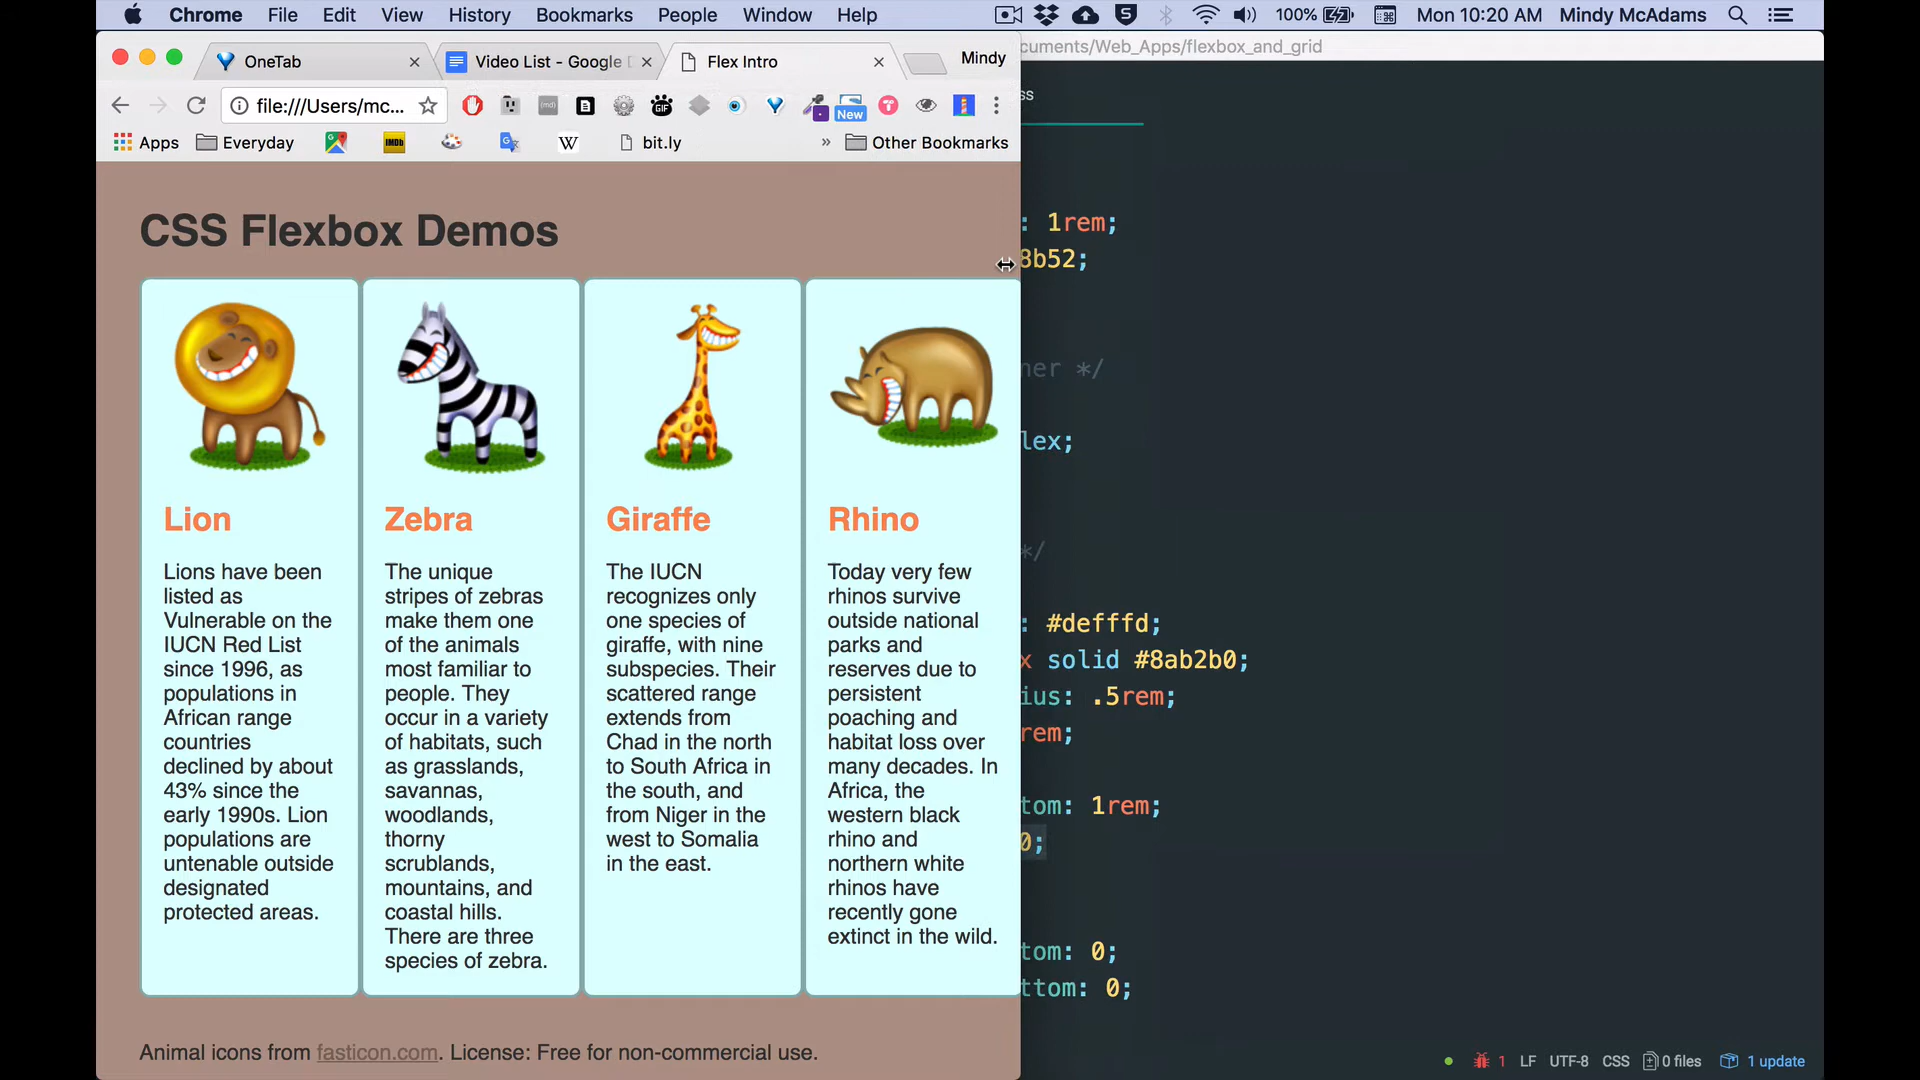 Chrome File Edit View History Bookmarks People Window Help S 100% Mon 10:20 AM Mindy McAdams
OneTab
Video List - Google D
Flex Intro
Mindy
cuments/Web_Apps/flexbox_and_grid
file:///Users/mc...
(md)
GIF
New
T
ss
Apps
Everyday
IMDb
W
bit.ly
»
Other Bookmarks
CSS Flexbox Demos
Lion
Lions have been
listed as
Vulnerable on the
IUCN Red List
since 1996, as
populations in
African range
countries
declined by about
43% since the
early 1990s. Lion
populations are
untenable outside
designated
protected areas.
Zebra
The unique
stripes of zebras
make them one
of the animals
most familiar to
people. They
occur in a variety
of habitats, such
as grasslands,
savannas,
woodlands,
thorny
scrublands,
mountains, and
coastal hills.
There are three
species of zebra.
Giraffe
The IUCN
recognizes only
one species of
giraffe, with nine
subspecies. Their
scattered range
extends from
Chad in the north
to South Africa in
the south, and
from Niger in the
west to Somalia
in the east.
Rhino
Today very few
rhinos survive
outside national
parks and
reserves due to
persistent
poaching and
habitat loss over
many decades. In
Africa, the
western black
rhino and
northern white
rhinos have
recently gone
extinct in the wild.
Animal icons from fasticon.com. License: Free for non-commercial use.
: 1rem;
8b52;
ner */
lex;
*/
: #defffd;
x solid #8ab2b0;
ius: .5rem;
rem;
tom: 1rem;
0;
tom: 0;
ttom: 0;
1 LF UTF-8 CSS 0 files 1 update